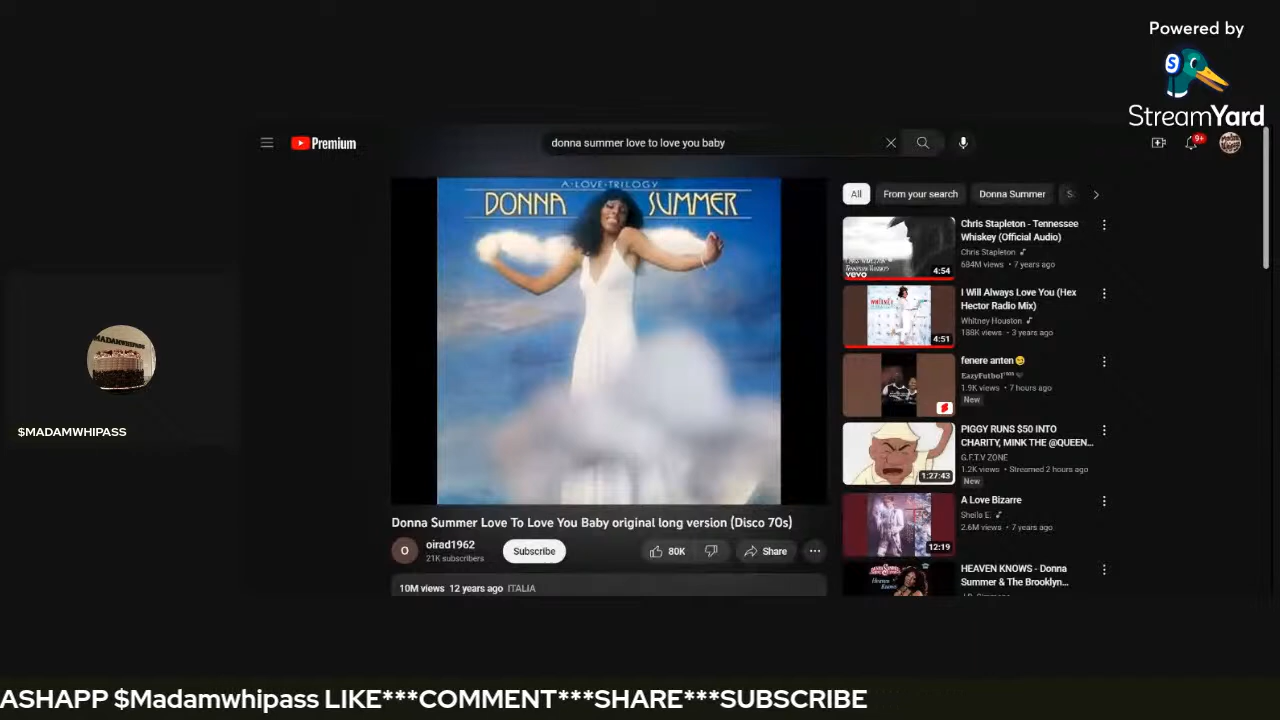 Powered by
StreamYard
Premium
donna summer love to love you baby
9+
A·LOVE·TRILOGY
DONNA SUMMER
All
From your search
Donna Summer
Chris Stapleton - Tennessee
Whiskey (Official Audio)
Chris Stapleton
684M views • 7 years ago
vevo
4:54
I Will Always Love You (Hex
Hector Radio Mix)
Whitney Houston
188K views • 3 years ago
4:51
fenere anten😏
1.9K views • 7 hours ago
New
PIGGY RUNS $50 INTO
CHARITY, MINK THE @QUEEN...
G.F.T.V ZONE
1.2K views • Streamed 2 hours ago
New
1:27:43
A Love Bizarre
Sheila E.
2.6M views • 7 years ago
12:19
HEAVEN KNOWS - Donna
Summer & The Brooklyn...
MADAMWHIPASS
$MADAMWHIPASS
Donna Summer Love To Love You Baby original long version (Disco 70s)
O
oirad1962
21K subscribers
Subscribe
80K
Share
10M views 12 years ago ITALIA
ASHAPP $Madamwhipass LIKE***COMMENT***SHARE***SUBSCRIBE